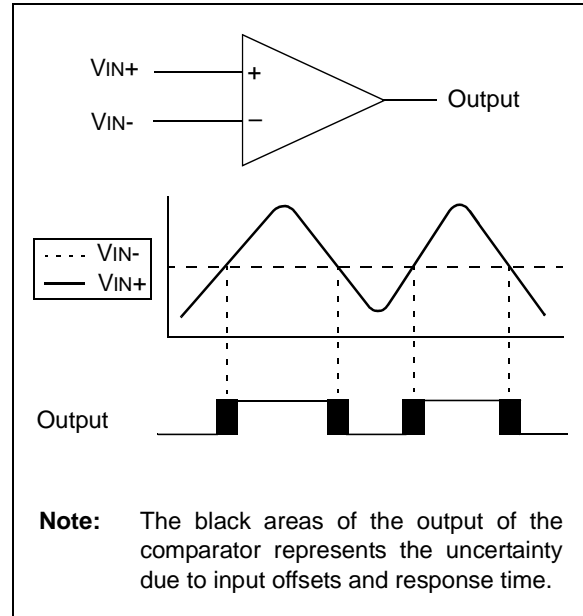 VIN+
+
Output
VIN-
–
VIN-
VIN+
Output
Note: The black areas of the output of the
comparator represents the uncertainty
due to input offsets and response time.